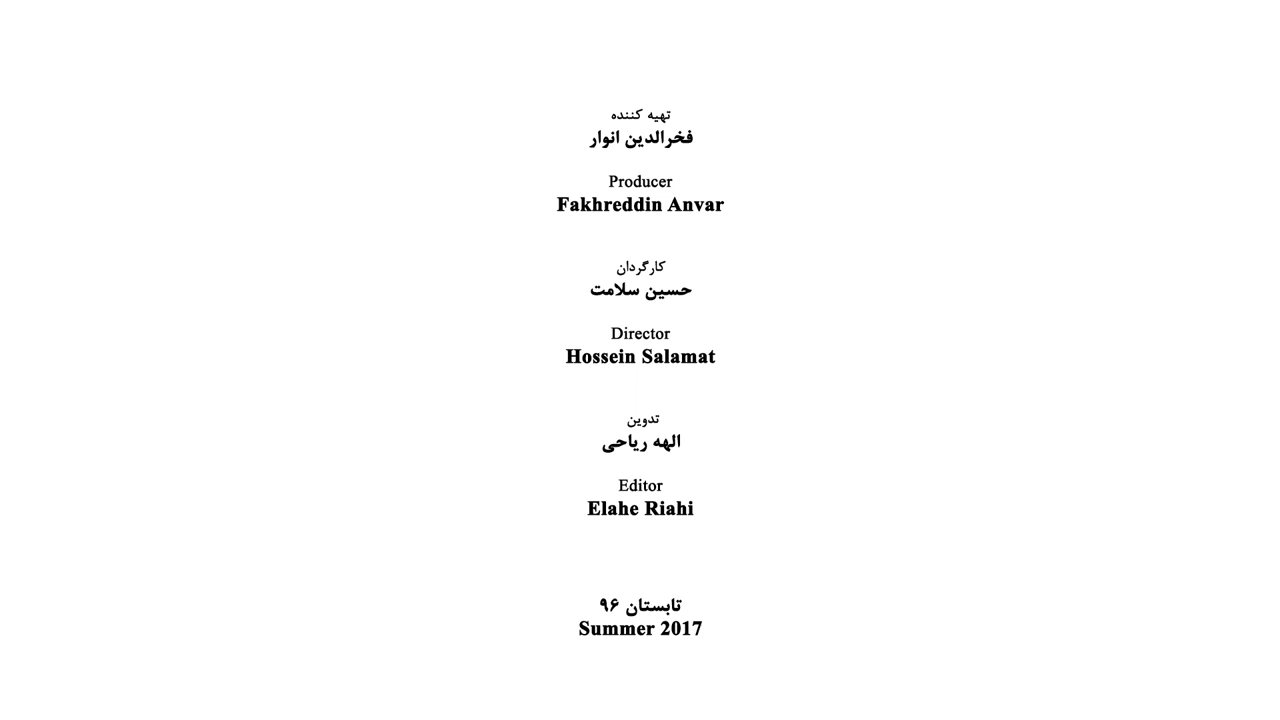 تهیه کننده
فخرالدین انوار
Producer
Fakhreddin Anvar
کارگردان
حسین سلامت
Director
Hossein Salamat
تدوین
الهه ریاحی
Editor
Elahe Riahi
تابستان ۹۶
Summer 2017